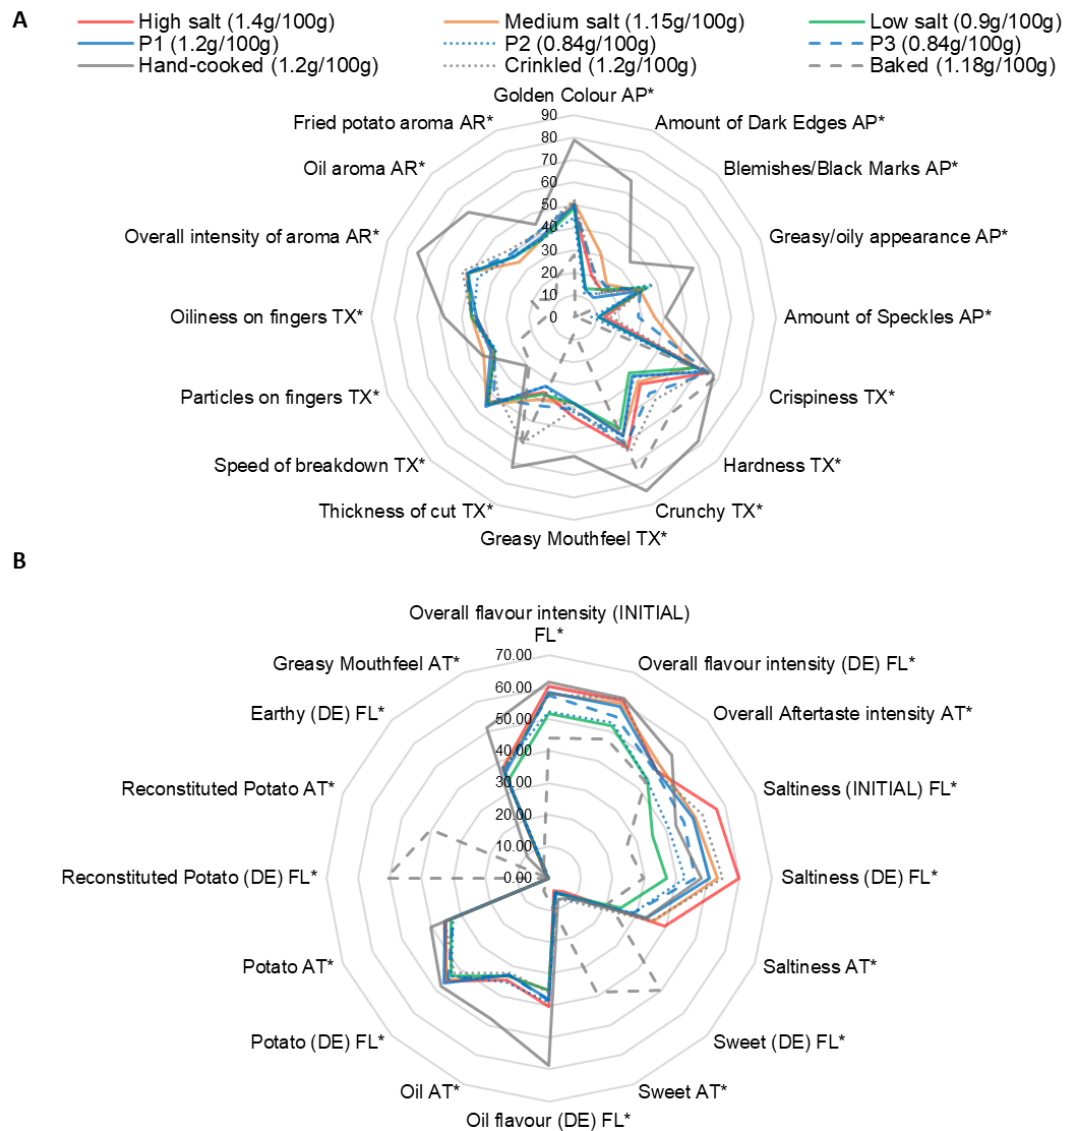 A
High salt (1.4g/100g) Medium salt (1.15g/100g) Low salt (0.9g/100g)
P1 (1.2g/100g) P2 (0.84g/100g) P3 (0.84g/100g)
Hand-cooked (1.2g/100g) Crinkled (1.2g/100g) Baked (1.18g/100g)
Golden Colour AP*
90
Fried potato aroma AR* Amount of Dark Edges AP*
80
70
Oil aroma AR* Blemishes/Black Marks AP*
60
50
40
Overall intensity of aroma AR* Greasy/oily appearance AP*
30
20
10
Oiliness on fingers TX* 0 Amount of Speckles AP*
Particles on fingers TX* Crispiness TX*
Speed of breakdown TX* Hardness TX*
Thickness of cut TX* Crunchy TX*
Greasy Mouthfeel TX*
B
Overall flavour intensity (INITIAL)
FL*
70.00
Greasy Mouthfeel AT* Overall flavour intensity (DE) FL*
60.00
Earthy (DE) FL* 50.00 Overall Aftertaste intensity AT*
40.00
30.00
Reconstituted Potato AT* Saltiness (INITIAL) FL*
20.00
10.00
Reconstituted Potato (DE) FL* 0.00 Saltiness (DE) FL*
Potato AT* Saltiness AT*
Potato (DE) FL* Sweet (DE) FL*
Oil AT* Sweet AT*
Oil flavour (DE) FL*